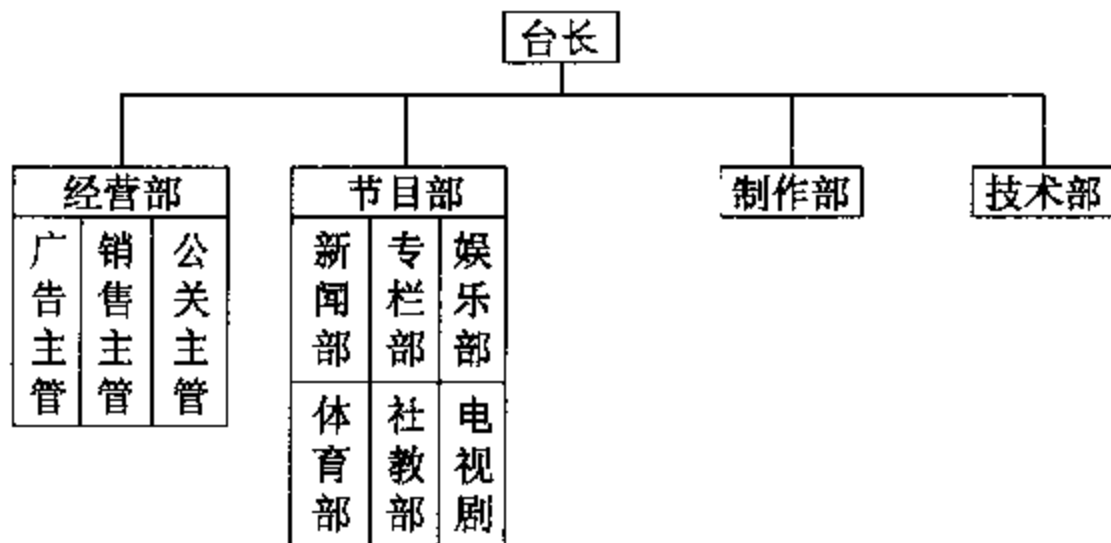 台长
经营部
节目部
制作部
技术部
广告主管
销售主管
公关主管
新闻部
专栏部
娱乐部
体育部
社教部
电视剧